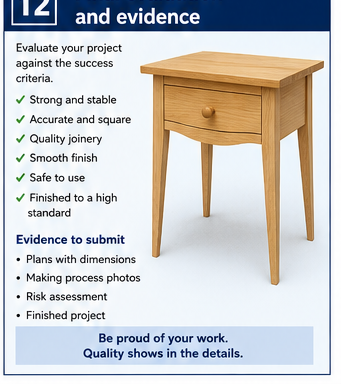 12
and evidence
Evaluate your project
against the success
criteria.
✓ Strong and stable
✓ Accurate and square
✓ Quality joinery
✓ Smooth finish
✓ Safe to use
✓ Finished to a high
standard
Evidence to submit
• Plans with dimensions
• Making process photos
• Risk assessment
• Finished project
Be proud of your work.
Quality shows in the details.